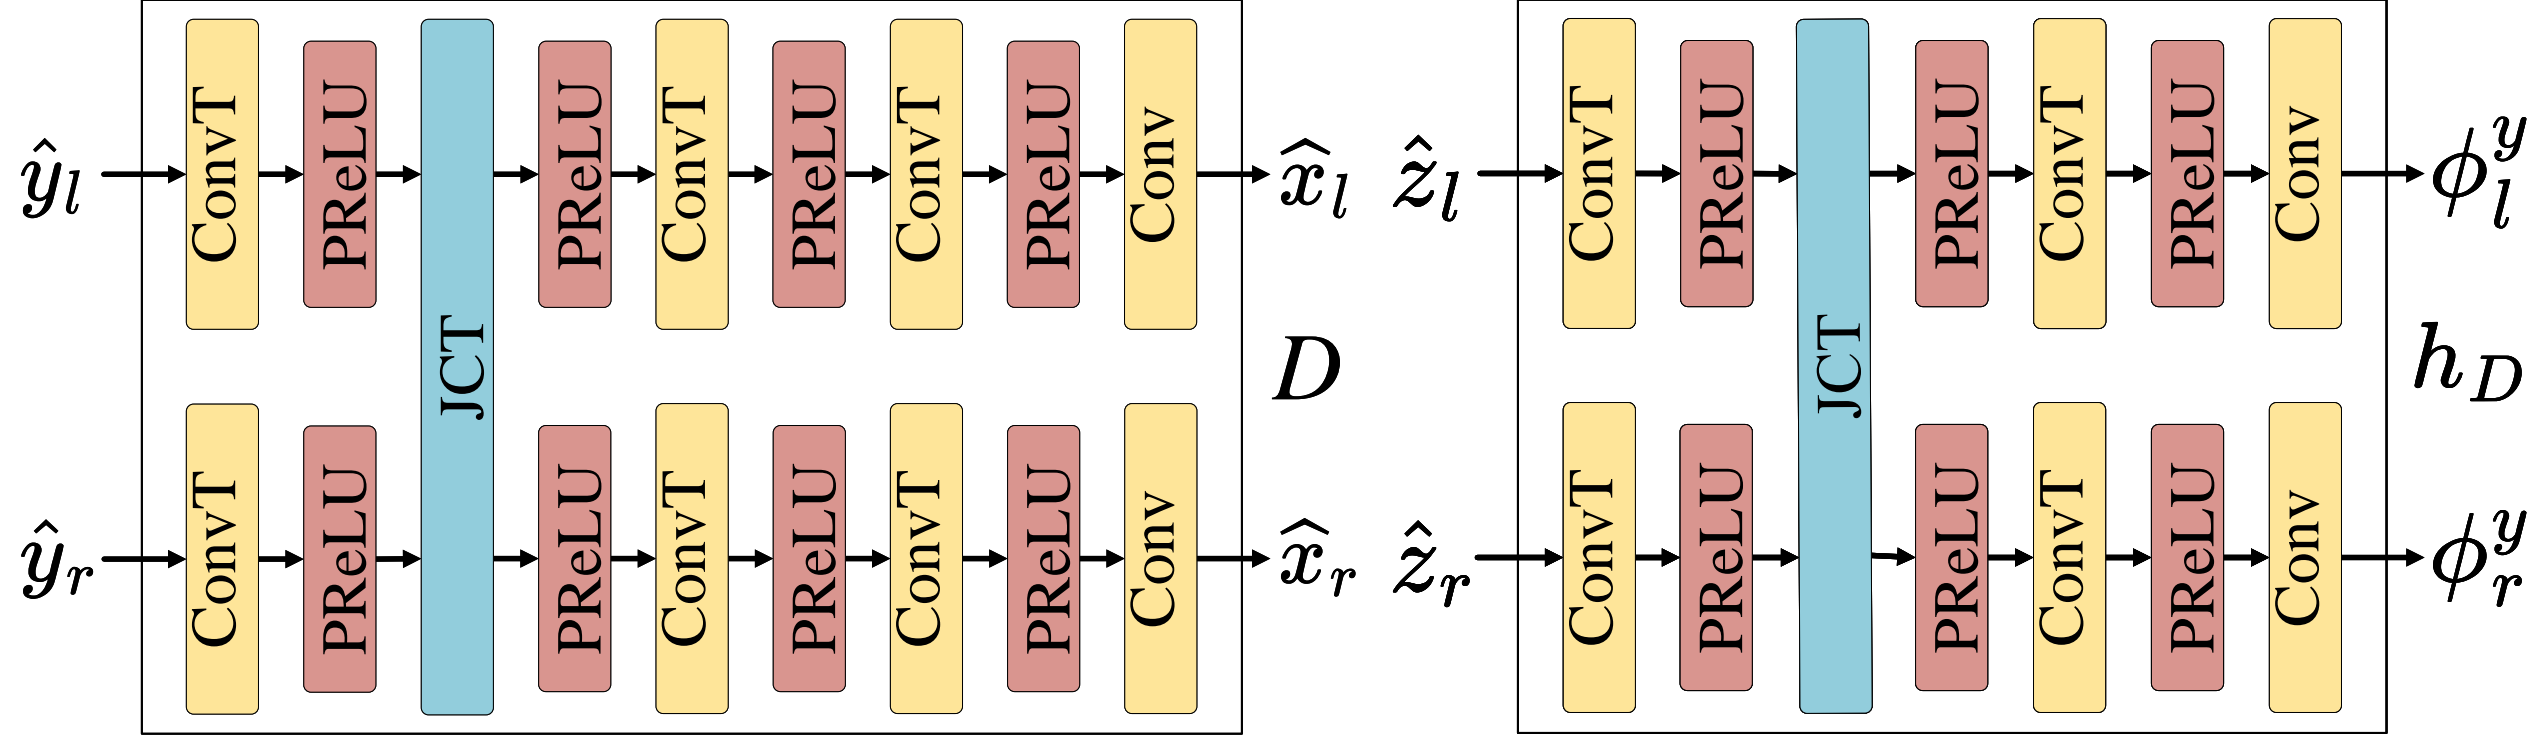 ŷ_l ConvT PReLU JCT PReLU ConvT PReLU ConvT PReLU Conv x̂_l
ŷ_r ConvT PReLU PReLU ConvT PReLU ConvT PReLU Conv x̂_r
D
ẑ_l ConvT PReLU JCT PReLU ConvT PReLU Conv ϕ_l^y
ẑ_r ConvT PReLU PReLU ConvT PReLU Conv ϕ_r^y
h_D